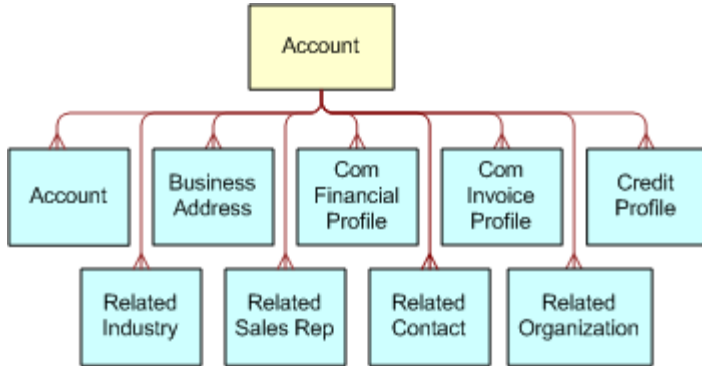 Account
Account
Business
Address
Com
Financial
Profile
Com
Invoice
Profile
Credit
Profile
Related
Industry
Related
Sales Rep
Related
Contact
Related
Organization